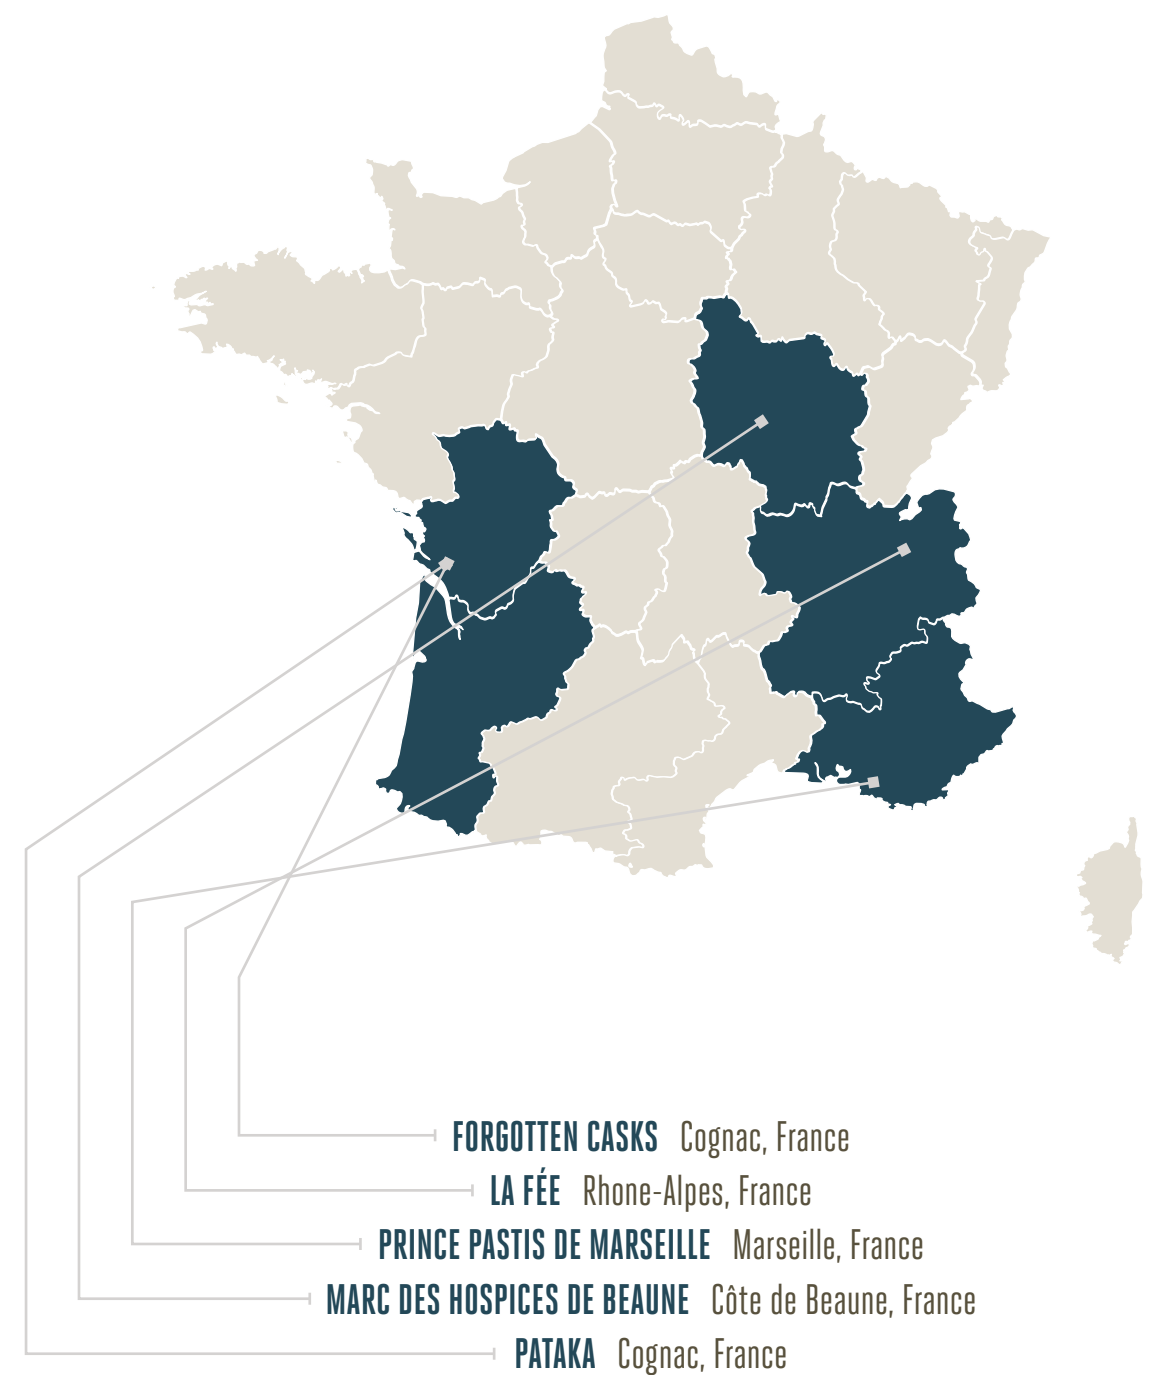 FORGOTTEN CASKS Cognac, France
LA FÉE Rhone-Alpes, France
PRINCE PASTIS DE MARSEILLE Marseille, France
MARC DES HOSPICES DE BEAUNE Côte de Beaune, France
PATAKA Cognac, France